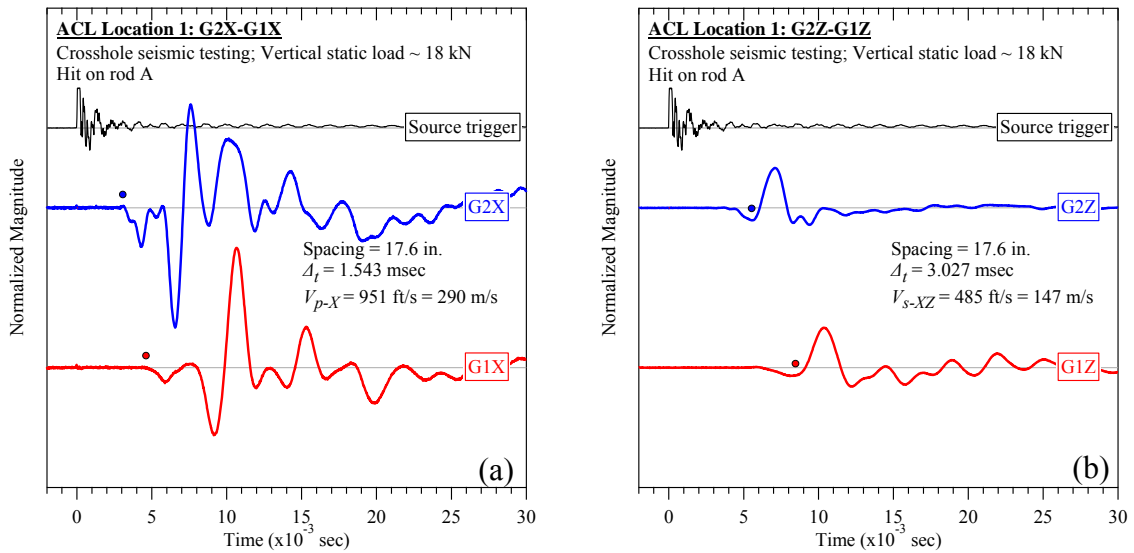 ACL Location 1: G2X-G1X
Crosshole seismic testing; Vertical static load ~ 18 kN
Hit on rod A
Source trigger
G2X
Spacing = 17.6 in.
Δt = 1.543 msec
Vp-X = 951 ft/s = 290 m/s
G1X
(a)
Normalized Magnitude
0 5 10 15 20 25 30
Time (x10-3 sec)
ACL Location 1: G2Z-G1Z
Crosshole seismic testing; Vertical static load ~ 18 kN
Hit on rod A
Source trigger
G2Z
Spacing = 17.6 in.
Δt = 3.027 msec
Vs-XZ = 485 ft/s = 147 m/s
G1Z
(b)
Normalized Magnitude
0 5 10 15 20 25 30
Time (x10-3 sec)